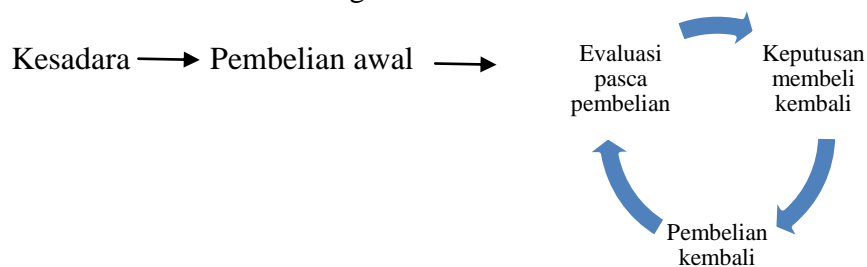 Kesadara
Pembelian awal
Evaluasi
pasca
pembelian
Keputusan
membeli
kembali
Pembelian
kembali